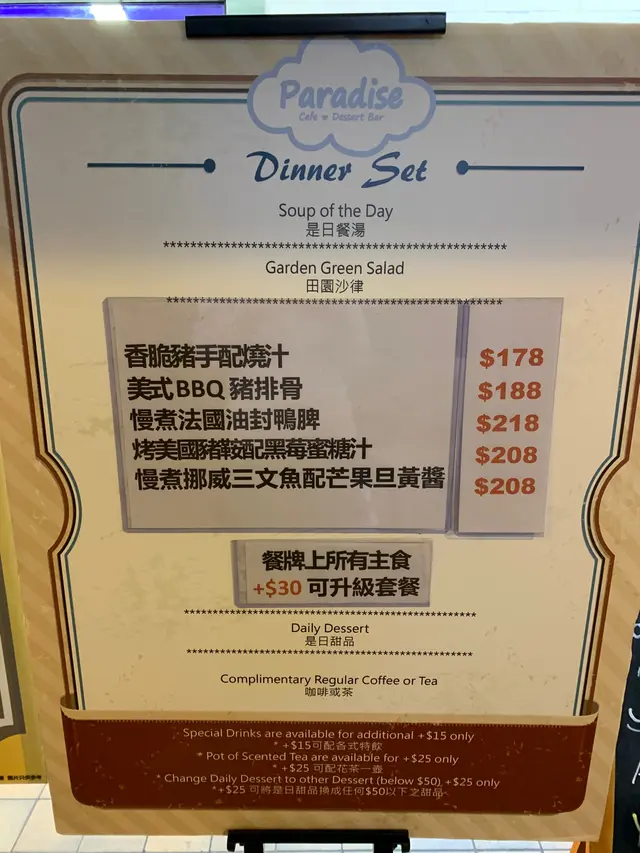 Paradise
Cafe & Dessert Bar
Dinner Set
Soup of the Day
是日餐湯
Garden Green Salad
田園沙律
香脆豬手配燒汁 $178
美式BBQ 豬排骨 $188
慢煮法國油封鴨脾 $218
烤美國豬鞍配黑莓蜜糖汁 $208
慢煮挪威三文魚配芒果旦黃醬 $208
餐牌上所有主食
+$30 可升級套餐
Daily Dessert
是日甜品
Complimentary Regular Coffee or Tea
咖啡或茶
Special Drinks are available for additional +$15 only
* +$15可配各式特飲
* Pot of Scented Tea are available for +$25 only
* +$25 可配花茶一壺
* Change Daily Dessert to other Dessert (below $50) +$25 only
*+$25 可將是日甜品換成任何$50以下之甜品
圖片只供參考